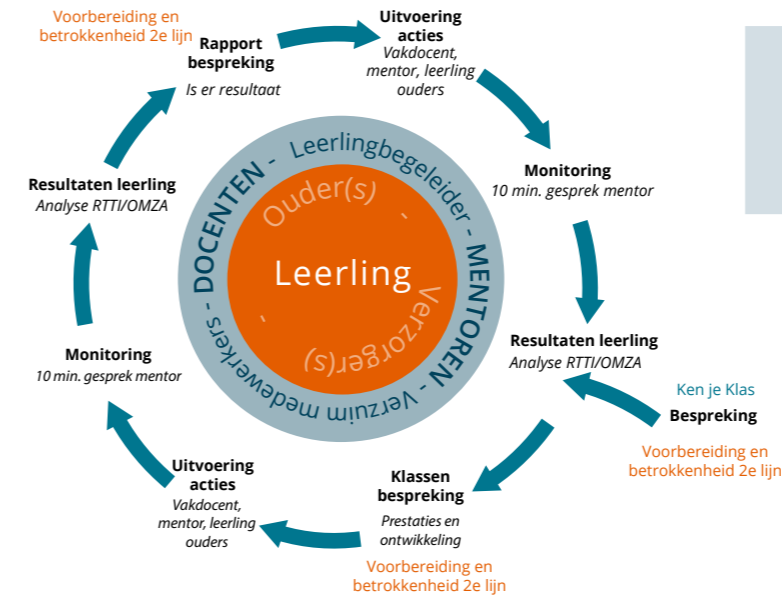 Voorbereiding en
betrokkenheid 2e lijn
Rapport
bespreking
Is er resultaat
Uitvoering
acties
Vakdocent,
mentor, leerling
ouders
Monitoring
10 min. gesprek mentor
Resultaten leerling
Analyse RTTI/OMZA
Ken je Klas
Bespreking
Voorbereiding en
betrokkenheid 2e lijn
Klassen
bespreking
Prestaties en
ontwikkeling
Voorbereiding en
betrokkenheid 2e lijn
Uitvoering
acties
Vakdocent,
mentor, leerling
ouders
Monitoring
10 min. gesprek mentor
Resultaten leerling
Analyse RTTI/OMZA
DOCENTEN - Leerlingbegeleider - MENTOREN - Verzuim medewerkers -
Ouder(s) - Verzorger(s) -
Leerling